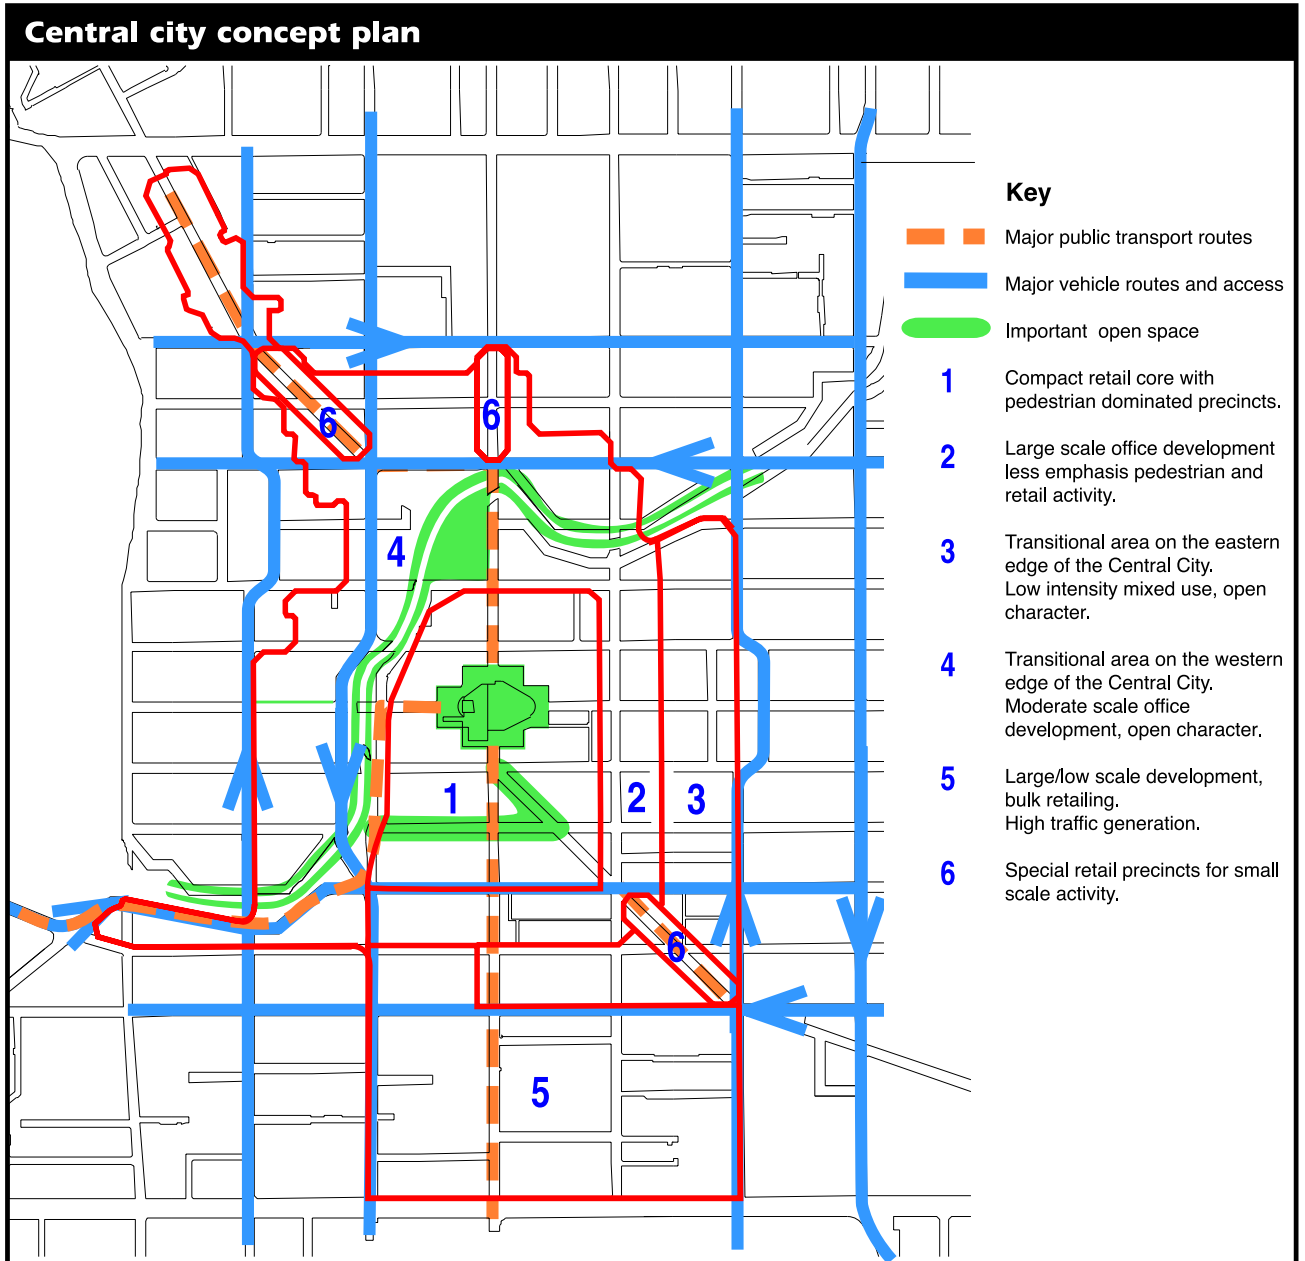 Central city concept plan
Key
Major public transport routes
Major vehicle routes and access
Important open space
1 Compact retail core with
pedestrian dominated precincts.
2 Large scale office development
less emphasis pedestrian and
retail activity.
3 Transitional area on the eastern
edge of the Central City.
Low intensity mixed use, open
character.
4 Transitional area on the western
edge of the Central City.
Moderate scale office
development, open character.
5 Large/low scale development,
bulk retailing.
High traffic generation.
6 Special retail precincts for small
scale activity.
6
6
4
1
2
3
6
5